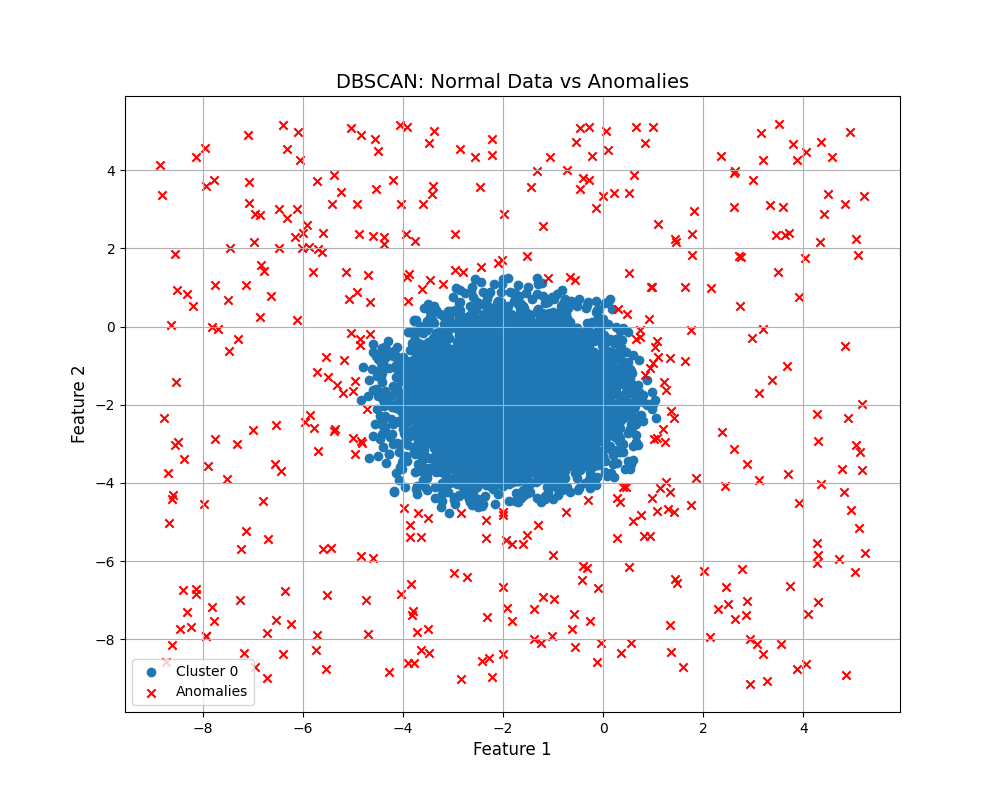 DBSCAN: Normal Data vs Anomalies
Feature 2
4
2
0
−2
−4
−6
−8
Cluster 0
Anomalies
−8 −6 −4 −2 0 2 4
Feature 1